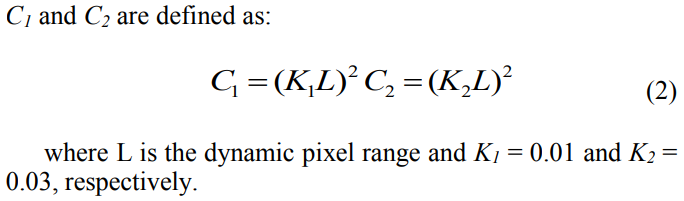 C₁ and C₂ are defined as:
C₁ = (K₁L)² C₂ = (K₂L)² (2)
where L is the dynamic pixel range and K₁ = 0.01 and K₂ =
0.03, respectively.